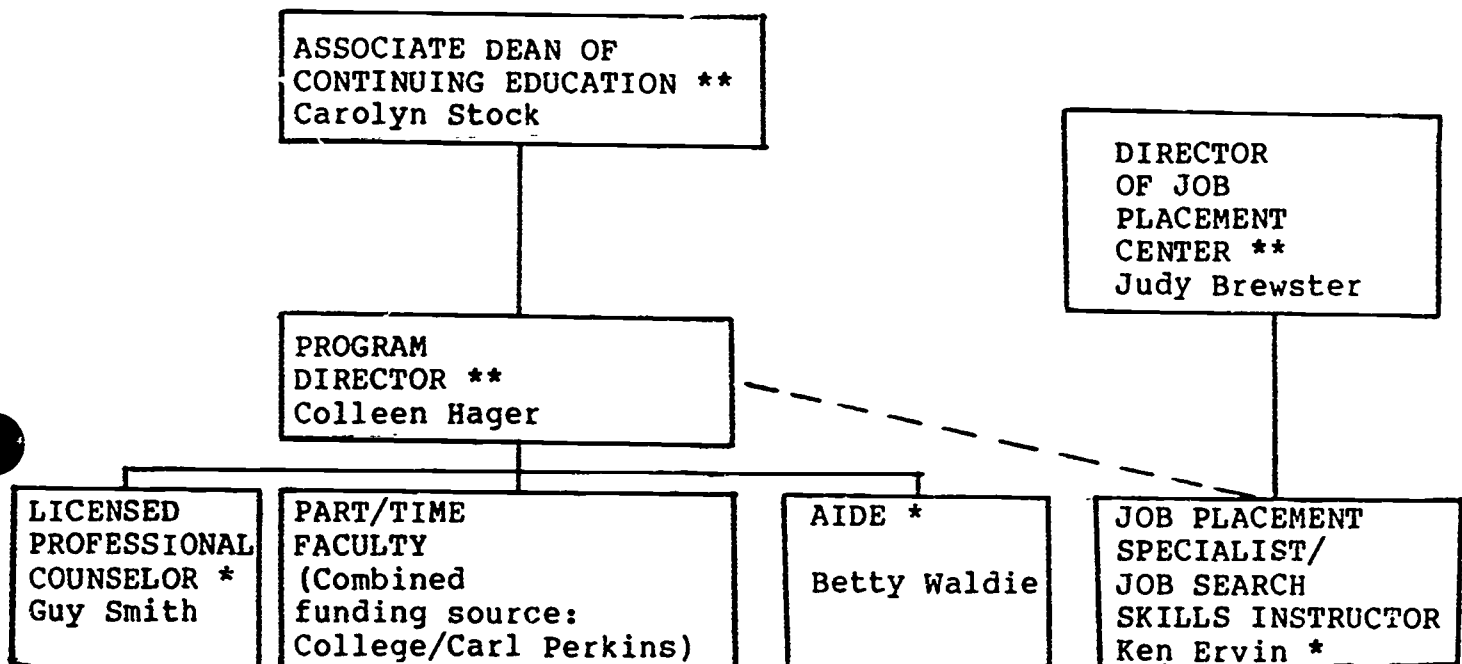 ASSOCIATE DEAN OF
CONTINUING EDUCATION **
Carolyn Stock
DIRECTOR
OF JOB
PLACEMENT
CENTER **
Judy Brewster
PROGRAM
DIRECTOR **
Colleen Hager
LICENSED
PROFESSIONAL
COUNSELOR *
Guy Smith
PART/TIME
FACULTY
(Combined
funding source:
College/Carl Perkins)
AIDE *
Betty Waldie
JOB PLACEMENT
SPECIALIST/
JOB SEARCH
SKILLS INSTRUCTOR
Ken Ervin *